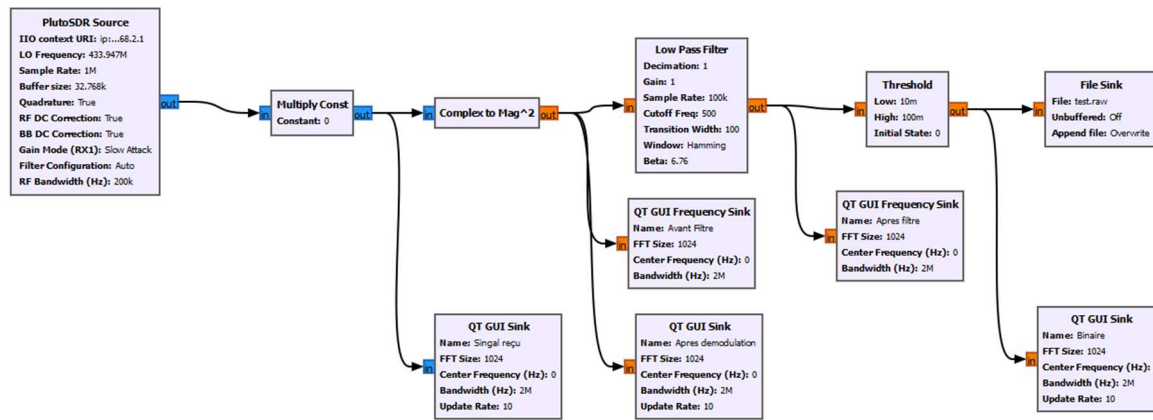 PlutoSDR Source
IIO context URI: ip:...68.2.1
LO Frequency: 433.947M
Sample Rate: 1M
Buffer size: 32.768k
Quadrature: True
RF DC Correction: True
BB DC Correction: True
Gain Mode (RX1): Slow Attack
Filter Configuration: Auto
RF Bandwidth (Hz): 200k
out
in
Multiply Const
Constant: 0
out
in
Complex to Mag^2
out
in
Low Pass Filter
Decimation: 1
Gain: 1
Sample Rate: 100k
Cutoff Freq: 500
Transition Width: 100
Window: Hamming
Beta: 6.76
out
in
Threshold
Low: 10m
High: 100m
Initial State: 0
out
in
File Sink
File: test.raw
Unbuffered: Off
Append file: Overwrite
in
QT GUI Frequency Sink
Name: Avant Filtre
FFT Size: 1024
Center Frequency (Hz): 0
Bandwidth (Hz): 2M
in
QT GUI Frequency Sink
Name: Apres filtre
FFT Size: 1024
Center Frequency (Hz): 0
Bandwidth (Hz): 2M
in
QT GUI Sink
Name: Singal reçu
FFT Size: 1024
Center Frequency (Hz): 0
Bandwidth (Hz): 2M
Update Rate: 10
in
QT GUI Sink
Name: Apres demodulation
FFT Size: 1024
Center Frequency (Hz): 0
Bandwidth (Hz): 2M
Update Rate: 10
in
QT GUI Sink
Name: Binaire
FFT Size: 1024
Center Frequency (Hz): 0
Bandwidth (Hz): 2M
Update Rate: 10